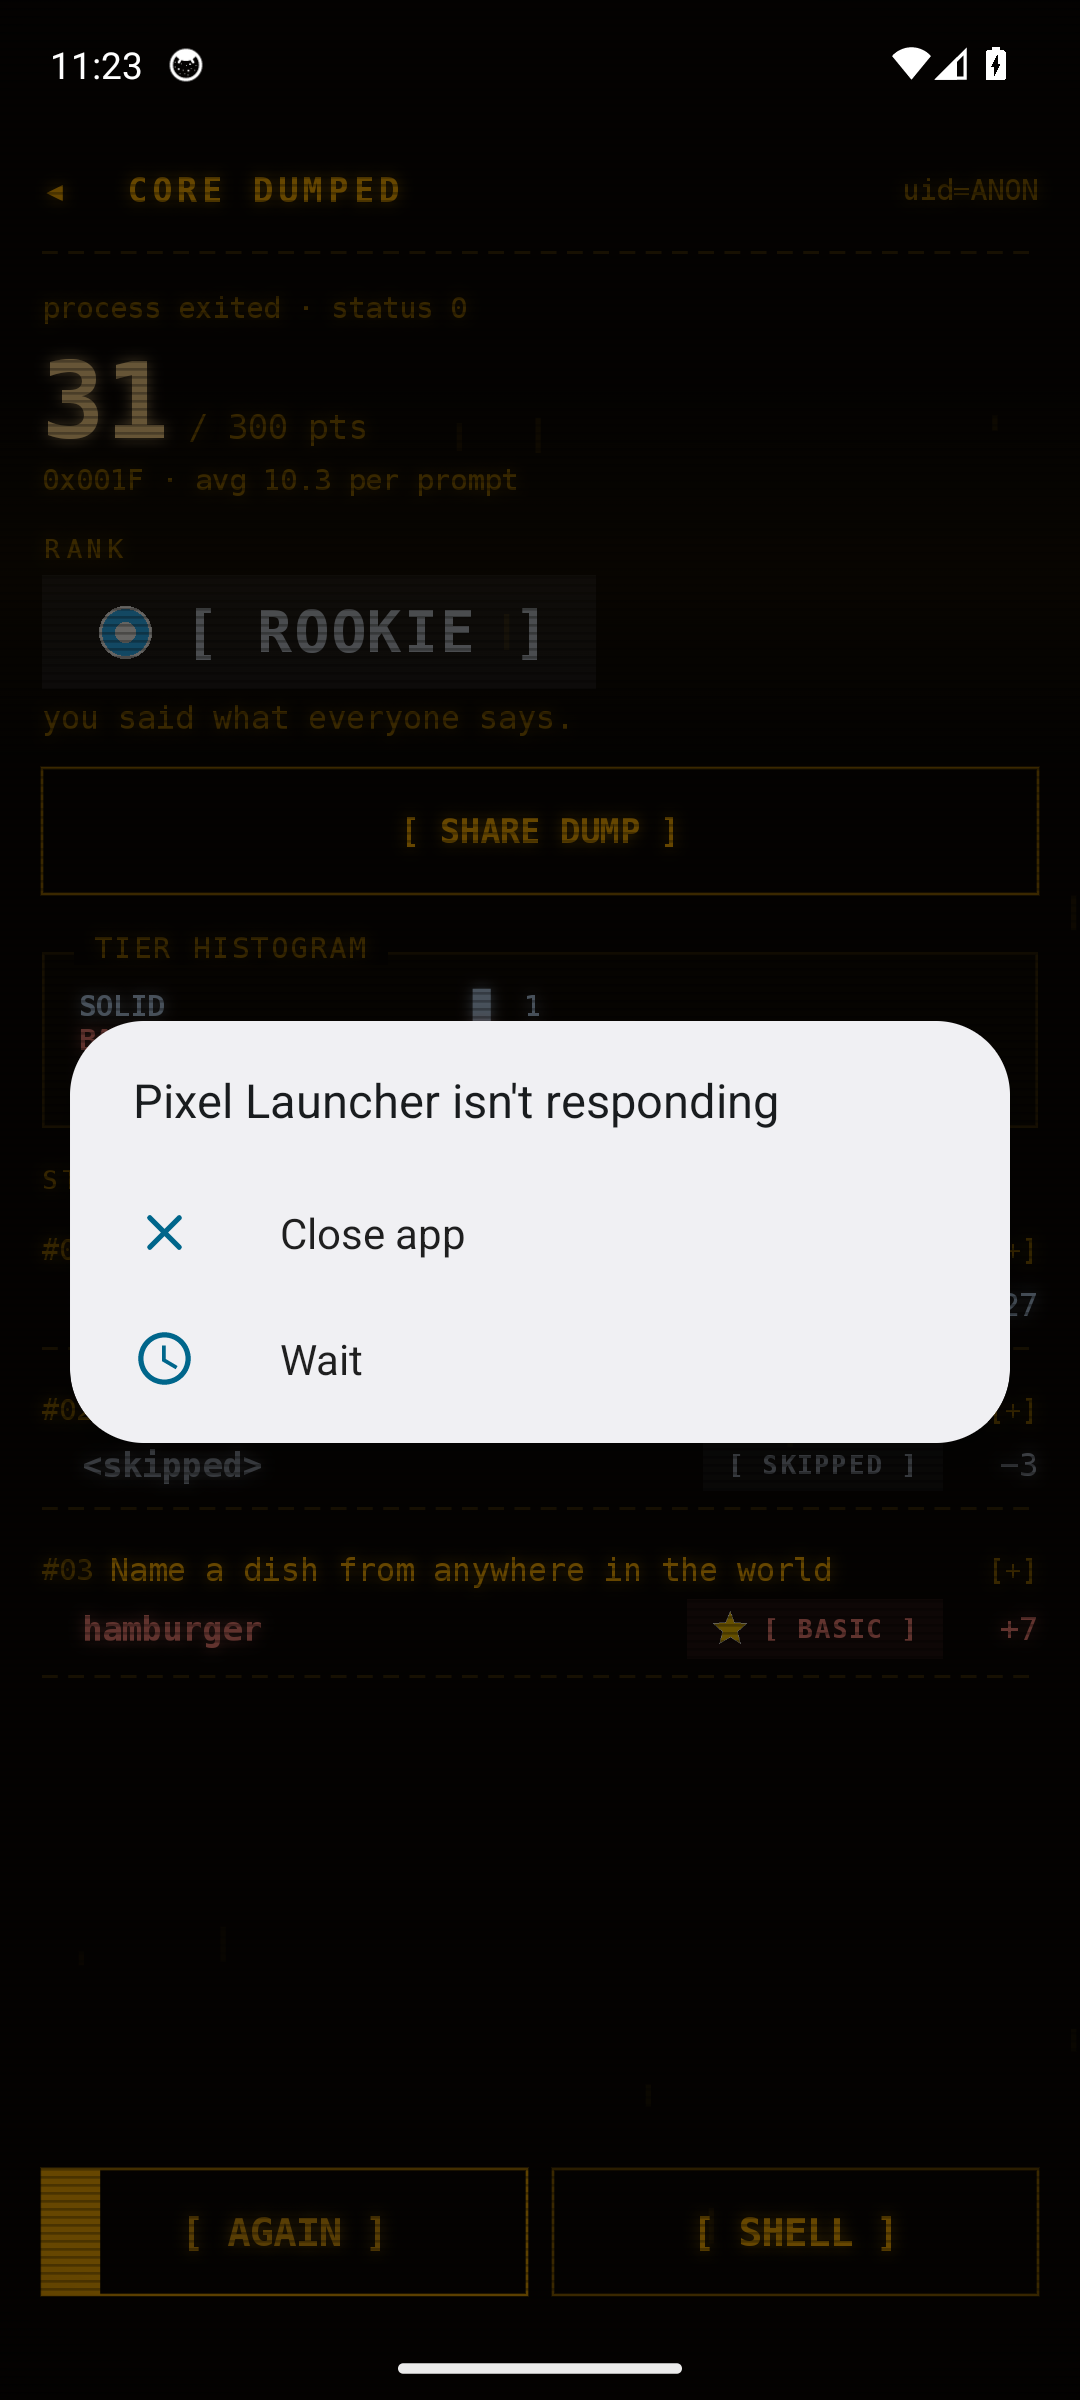 11:23
◂ CORE DUMPED uid=ANON
process exited · status 0
31 / 300 pts
0x001F · avg 10.3 per prompt
RANK
[ ROOKIE ]
you said what everyone says.
[ SHARE DUMP ]
TIER HISTOGRAM
SOLID 1
Pixel Launcher isn't responding
Close app
27
Wait
[+]
<skipped> [ SKIPPED ] −3
#03 Name a dish from anywhere in the world [+]
hamburger [ BASIC ] +7
[ AGAIN ] [ SHELL ]